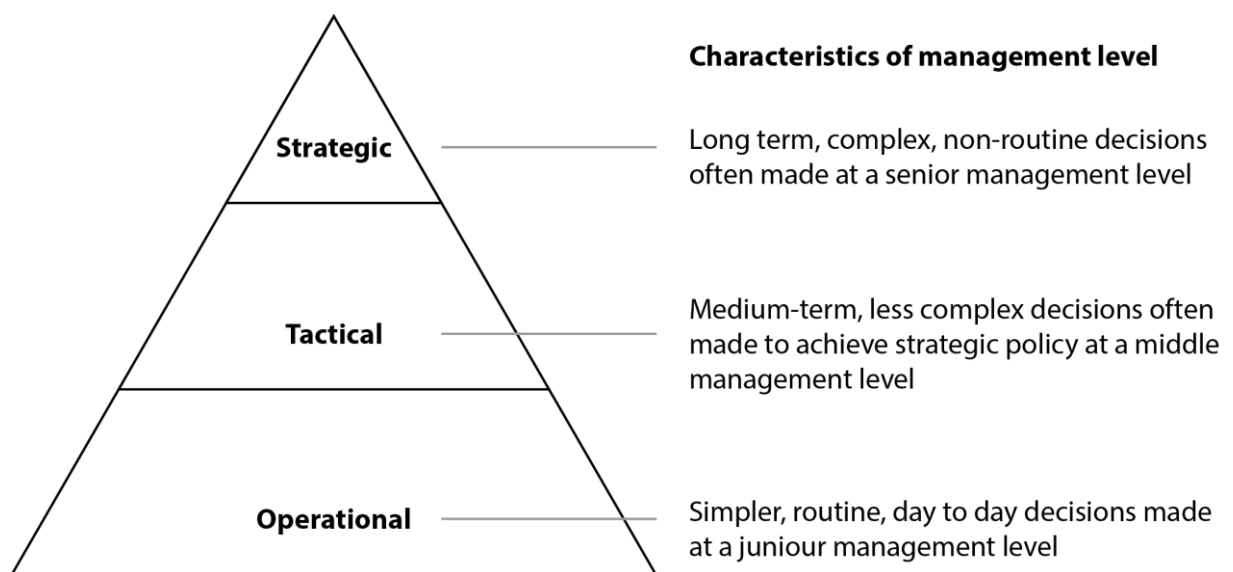 Characteristics of management level
Strategic
Long term, complex, non-routine decisions
often made at a senior management level
Tactical
Medium-term, less complex decisions often
made to achieve strategic policy at a middle
management level
Operational
Simpler, routine, day to day decisions made
at a juniour management level